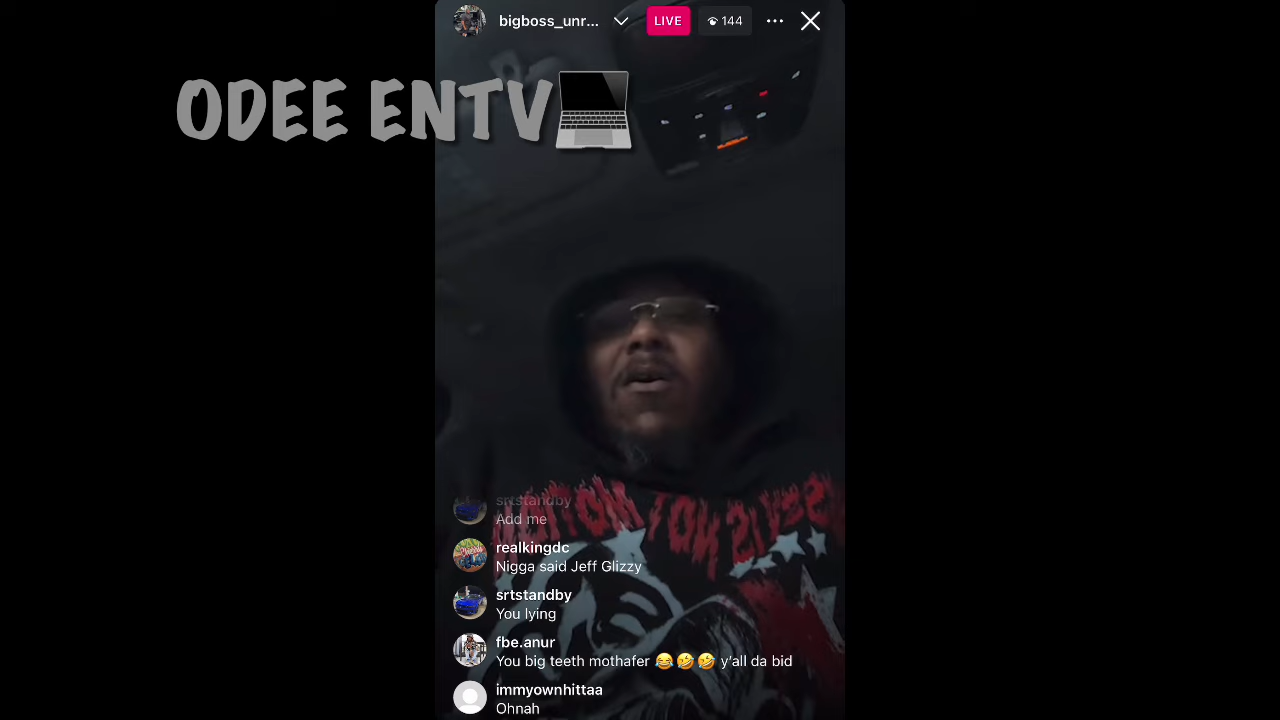 bigboss_unr...
LIVE
144
ODEE ENTV
srtstandby
Add me
realkingdc
Nigga said Jeff Glizzy
srtstandby
You lying
fbe.anur
You big teeth mothafer 😂🤣🤣 y'all da bid
immyownhittaa
Ohnah